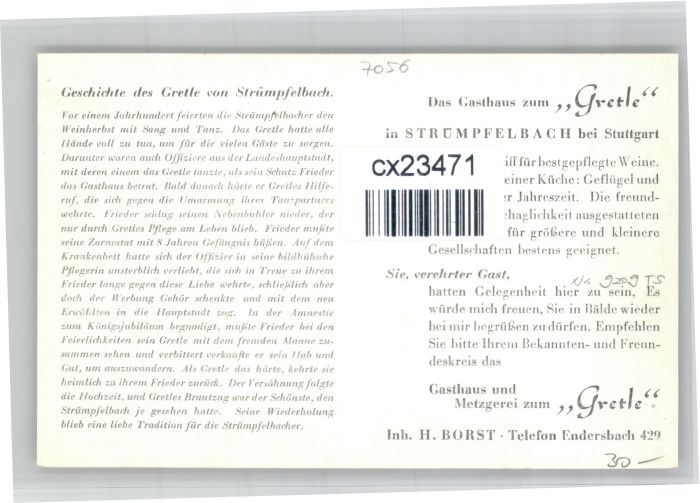 7056
Geschichte des Gretle von Strümpfelbach.
Vor einem Jahrhundert feierten die Strümpfelbacher den
Weinherbst mit Sang und Tanz. Das Gretle hatte alle
Hände voll zu tun, um für die vielen Gäste zu sorgen.
Darunter waren auch Offiziere aus der Landeshauptstadt,
mit deren einem das Gretle tanzte, als sein Schatz Frieder
das Gasthaus betrat. Bald danach hörte er Gretles Hilfe-
ruf, die sich gegen die Umarmung ihres Tanzpartners
wehrte. Frieder schlug seinen Nebenbuhler nieder, der
nur durch Gretles Pflege am Leben blieb. Frieder mußte
seine Zornestat mit 8 Jahren Gefängnis büßen. Auf dem
Krankenbett hatte sich der Offizier in seine bildhübsche
Pflegerin unsterblich verliebt, die sich in Treue zu ihrem
Frieder lange gegen diese Liebe wehrte, schließlich aber
doch der Werbung Gehör schenkte und mit dem neu
Erwählten in die Hauptstadt zog. In der Amnestie
zum Königsjubiläum begnadigt, mußte Frieder bei den
Feierlichkeiten sein Gretle mit dem fremden Manne zu-
sammen sehen und verbittert verkaufte er sein Hab und
Gut, um auszuwandern. Als Gretle das hörte, kehrte sie
heimlich zu ihrem Frieder zurück. Der Versöhnung folgte
die Hochzeit, und Gretles Brautzug war der Schönste, den
Strümpfelbach je gesehen hatte. Seine Wiederholung
blieb eine liebe Tradition für die Strümpfelbacher.
Das Gasthaus zum „Gretle“
in STRÜMPFELBACH bei Stuttgart
cx23471
iff für bestgepflegte Weine.
einer Küche: Geflügel und
r Jahreszeit. Die freund-
ehaglichkeit ausgestatteten
für größere und kleinere
Gesellschaften bestens geeignet.
Sie, verehrter Gast,
9209 TS
hatten Gelegenheit hier zu sein. Es
würde mich freuen, Sie in Bälde wieder
bei mir begrüßen zu dürfen. Empfehlen
Sie bitte Ihrem Bekannten- und Freun-
deskreis das
Gasthaus und
Metzgerei zum „Gretle“
Inh. H. BORST · Telefon Endersbach 429
30 —